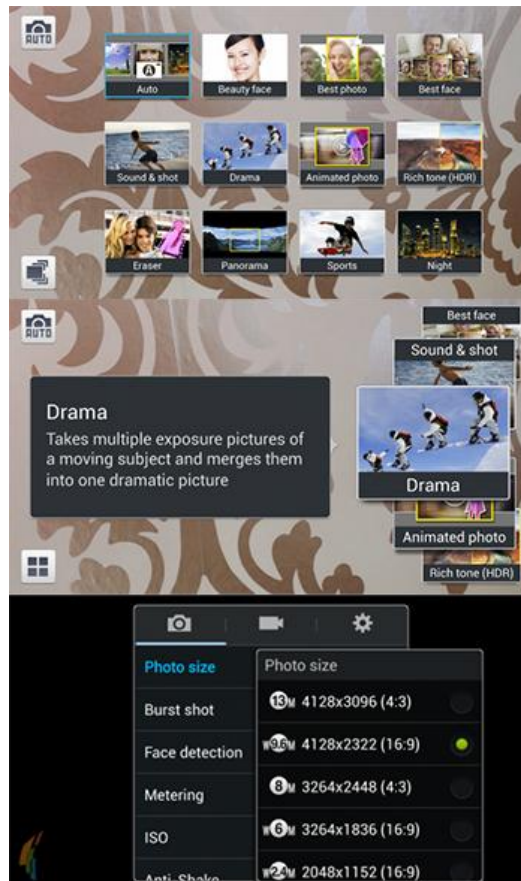 AUTO
Auto
Beauty face
Best photo
Best face
Sound & shot
Drama
Animated photo
Rich tone (HDR)
Eraser
Panorama
Sports
Night
AUTO
Best face
Sound & shot
Drama
Takes multiple exposure pictures of
a moving subject and merges them
into one dramatic picture
Drama
Animated photo
Rich tone (HDR)
Photo size
Photo size
Burst shot
13M 4128x3096 (4:3)
Face detection
W9.6M 4128x2322 (16:9)
Metering
8M 3264x2448 (4:3)
ISO
W6M 3264x1836 (16:9)
Anti-Shake
W2.4M 2048x1152 (16:9)